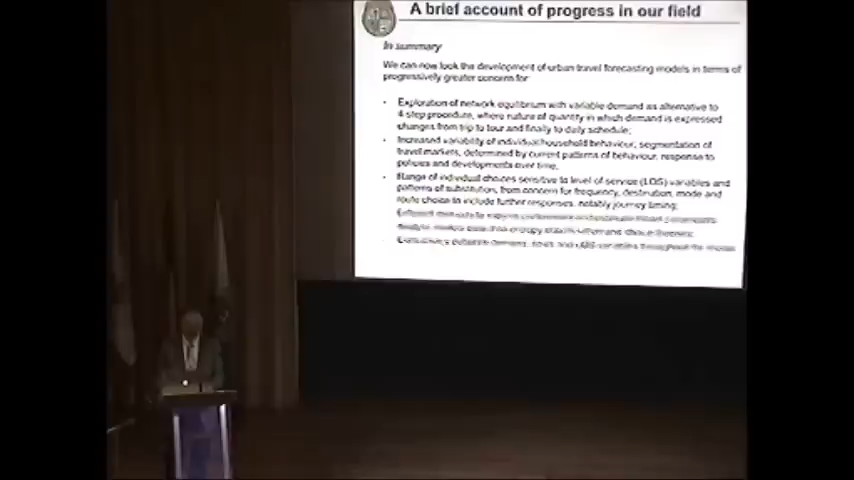 A brief account of progress in our field
In summary
We can now look the development of urban travel forecasting models in terms of
progressively greater concern for
• Exploration of network equilibrium with variable demand as alternative to
4-step procedure, where nature of quantity in which demand is expressed
changes from trip to tour and finally to daily schedule;
• Increased variability of individual/household behaviour, segmentation of
travel markets, determined by current patterns of behaviour, response to
policies and developments over time;
• Range of individual choices sensitive to level of service (LOS) variables and
patterns of substitution, from concern for frequency, destination, mode and
route choice to include further responses, notably journey timing;